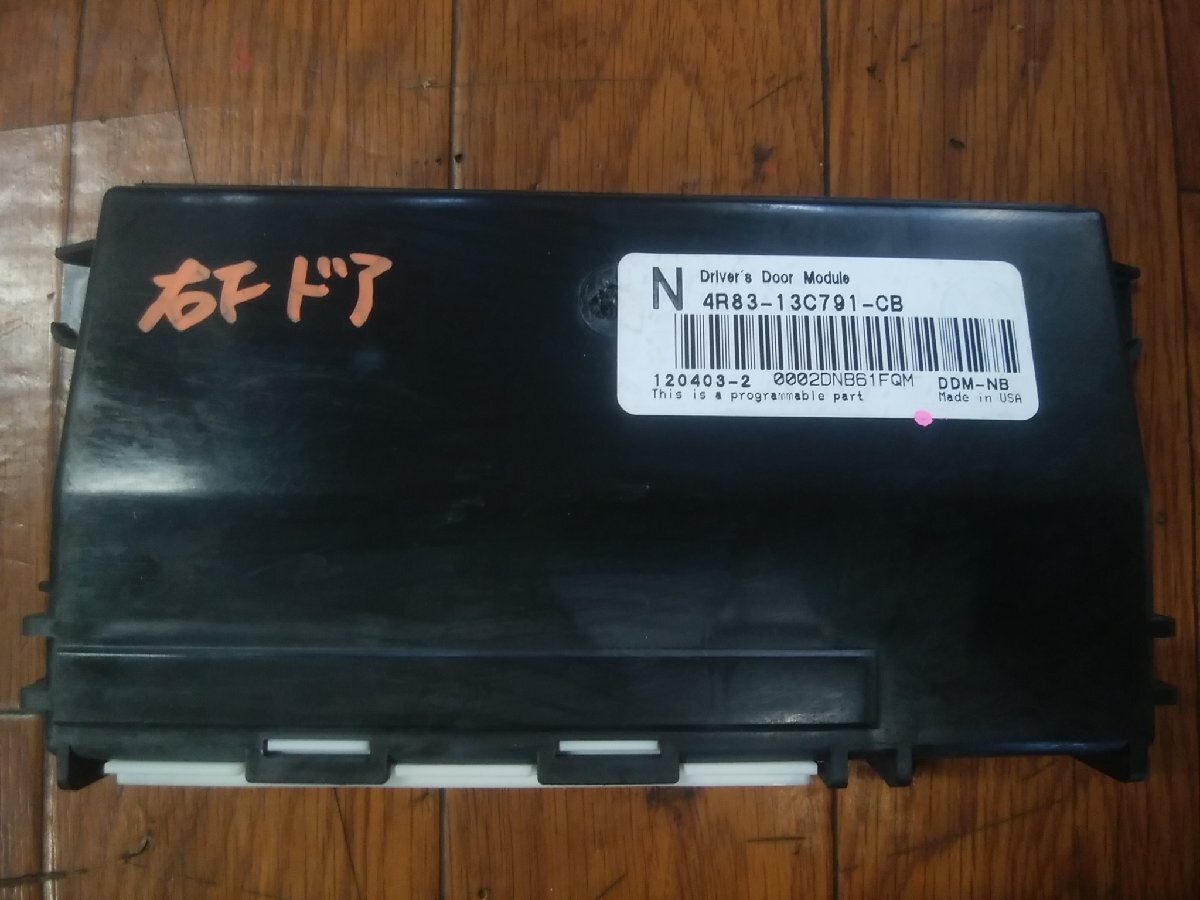 右F ドア
N Driver's Door Module
4R83-13C791-CB
120403-2 0002DNB61FQM DDM-NB
This is a programmable part Made in USA